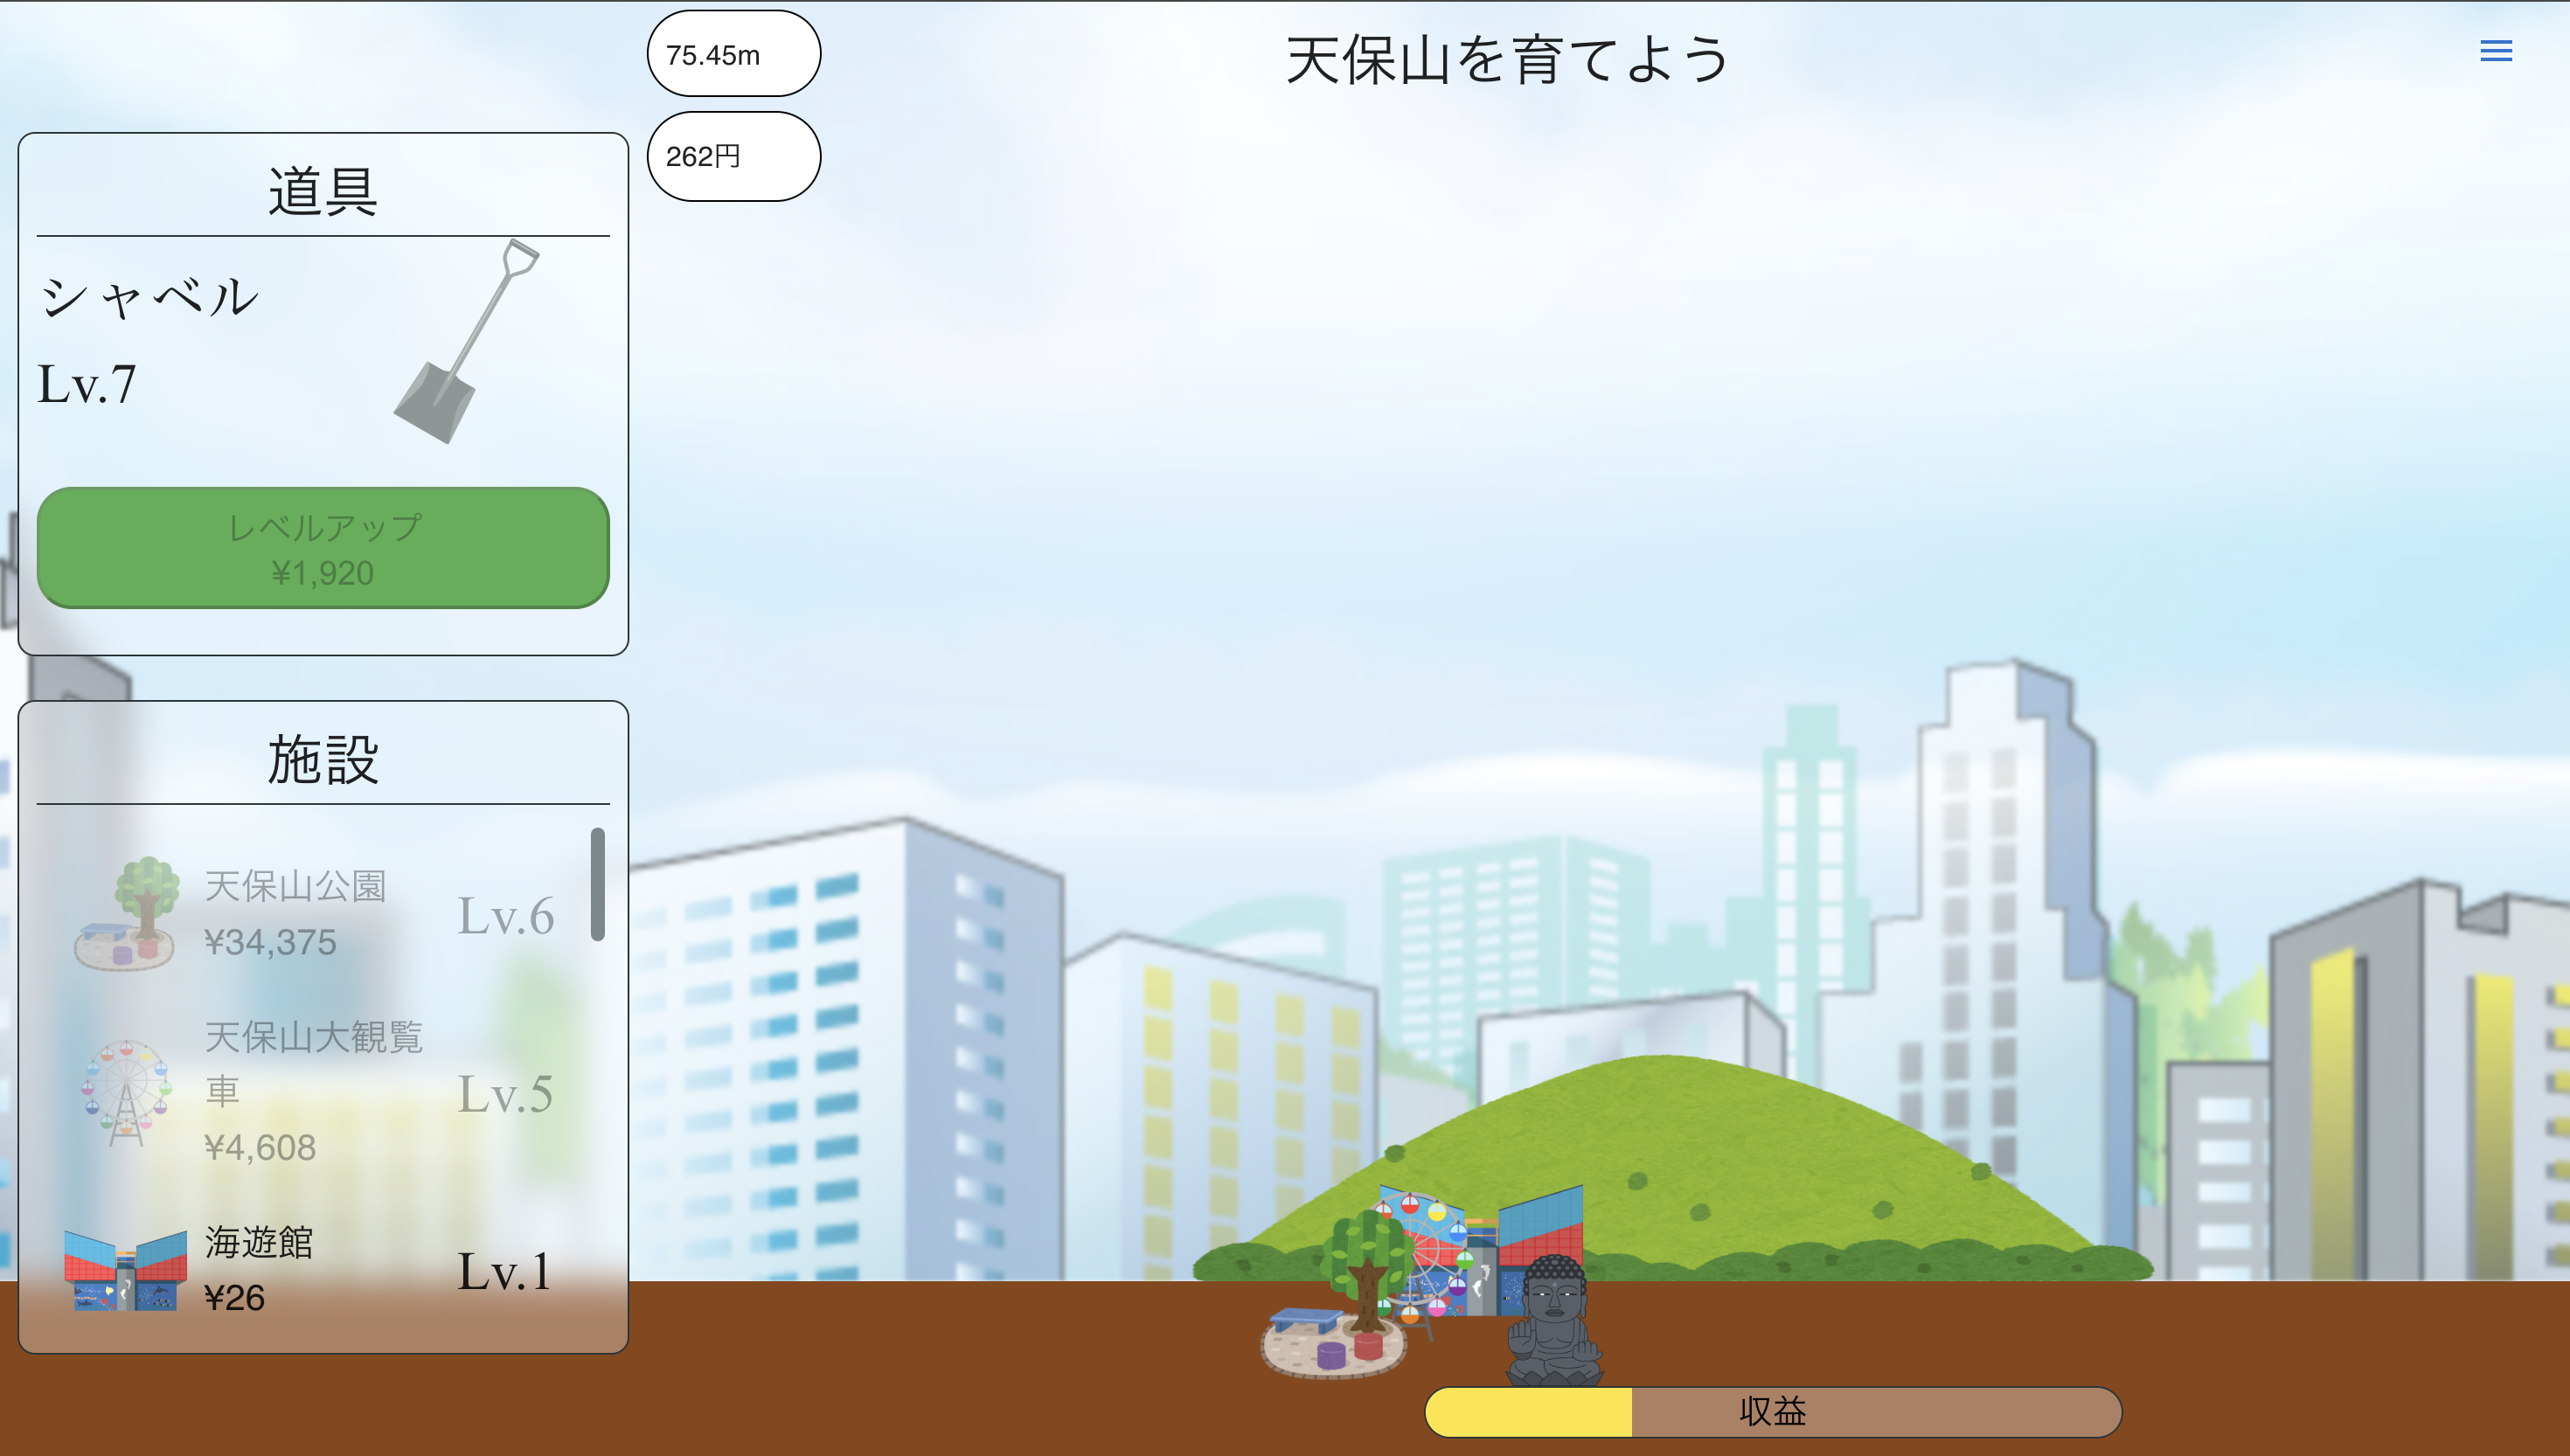 天保山を育てよう
75.45m
262円
道具
シャベル
Lv.7
レベルアップ
¥1,920
施設
天保山公園
¥34,375
Lv.6
天保山大観覧
車
¥4,608
Lv.5
海遊館
¥26
Lv.1
収益